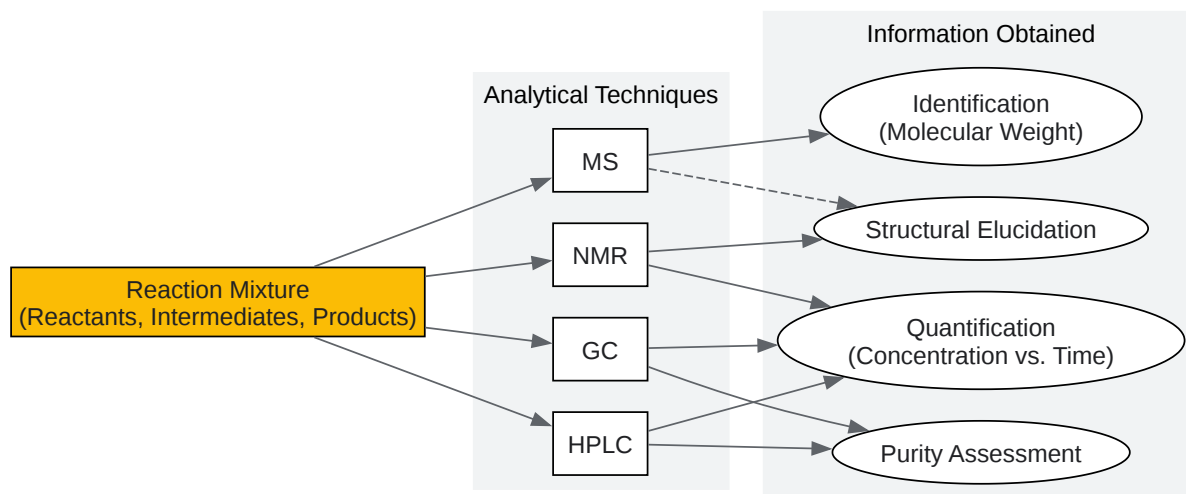 Information Obtained
Analytical Techniques
Identification
(Molecular Weight)
MS
Structural Elucidation
NMR
Reaction Mixture
(Reactants, Intermediates, Products)
Quantification
(Concentration vs. Time)
GC
HPLC
Purity Assessment